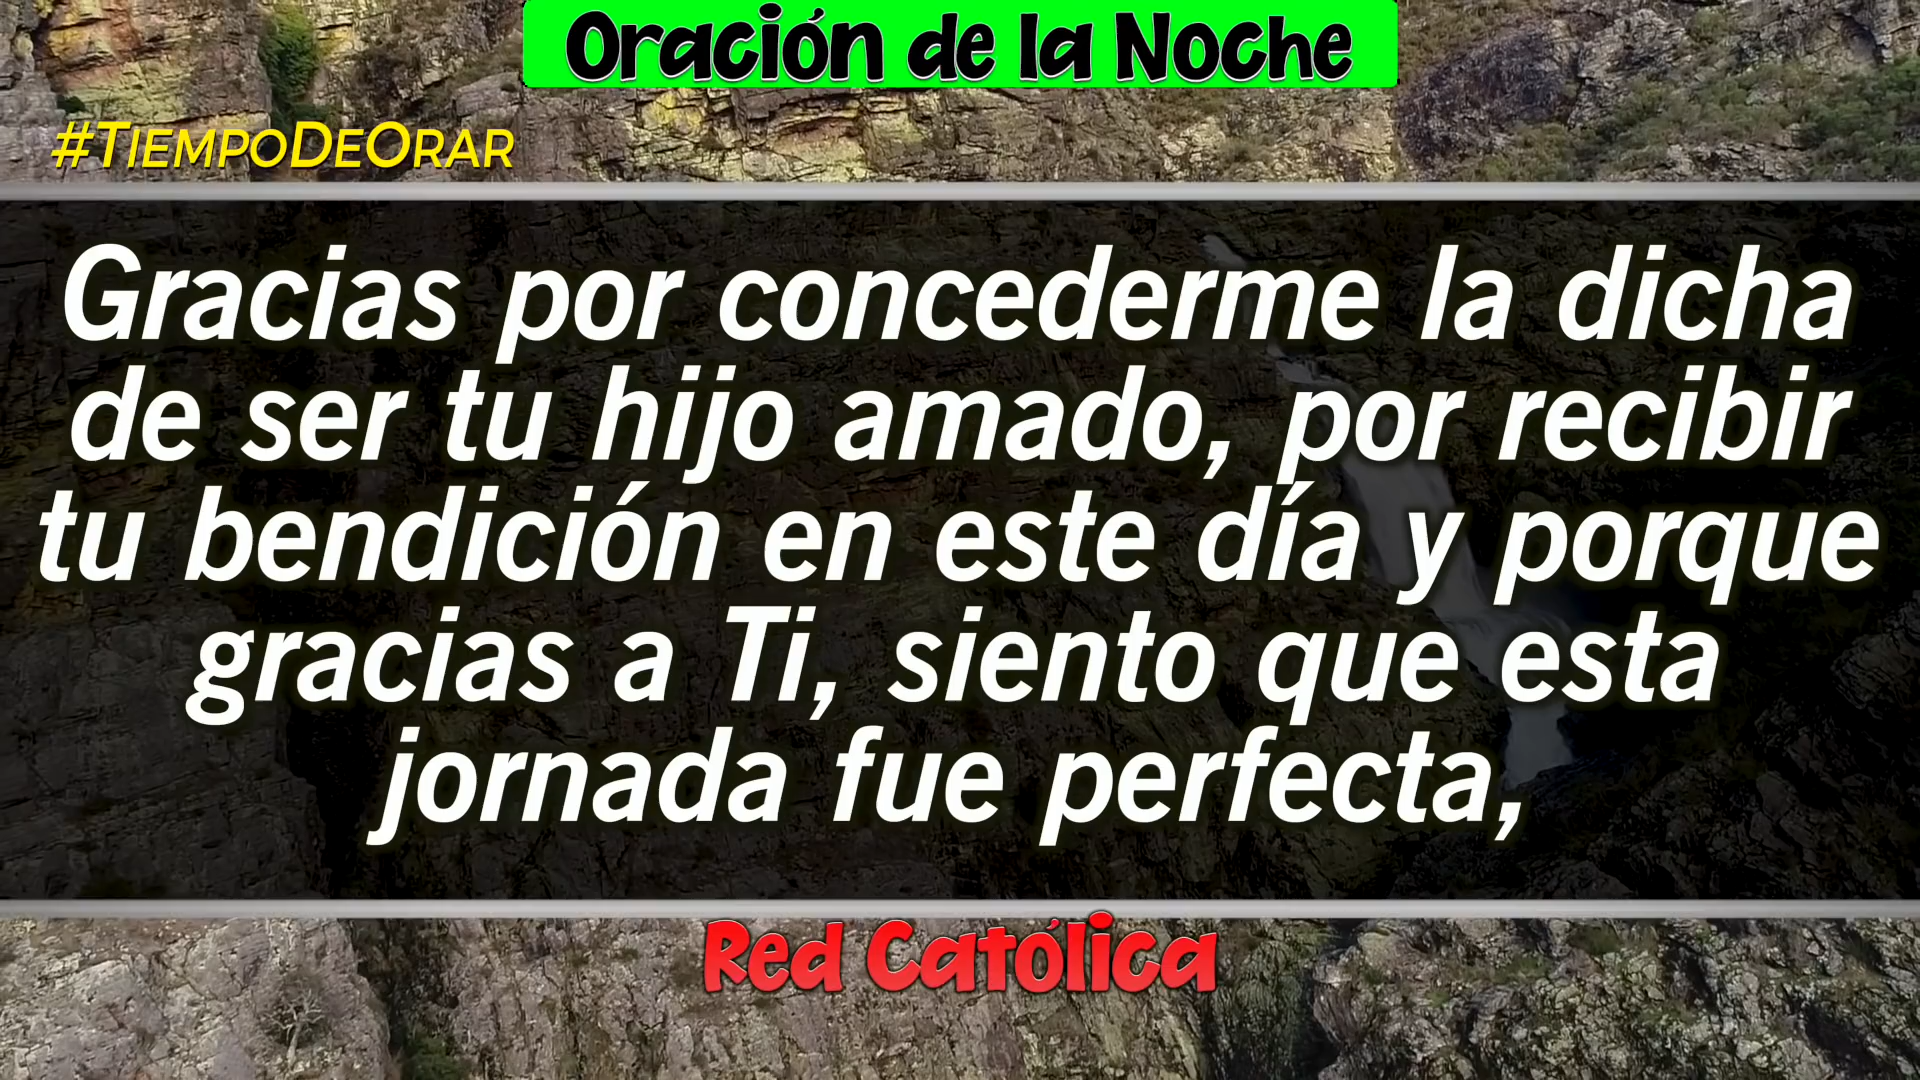 Oración de la Noche
#TiempoDeOrar
Gracias por concederme la dicha
de ser tu hijo amado, por recibir
tu bendición en este día y porque
gracias a Ti, siento que esta
jornada fue perfecta,
Red Católica